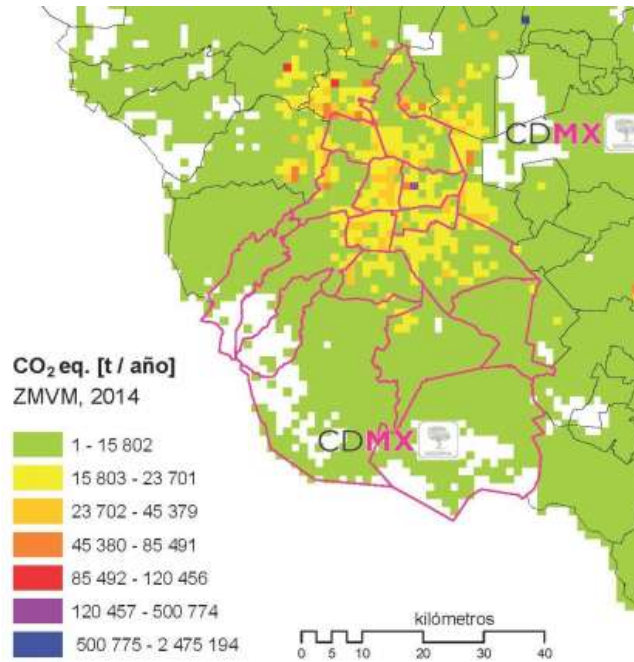 CDMX
CO₂ eq. [t / año]
ZMVM, 2014
1 - 15 802
15 803 - 23 701
23 702 - 45 379
45 380 - 85 491
85 492 - 120 456
120 457 - 500 774
500 775 - 2 475 194
CDMX
kilómetros
0 5 10 20 30 40